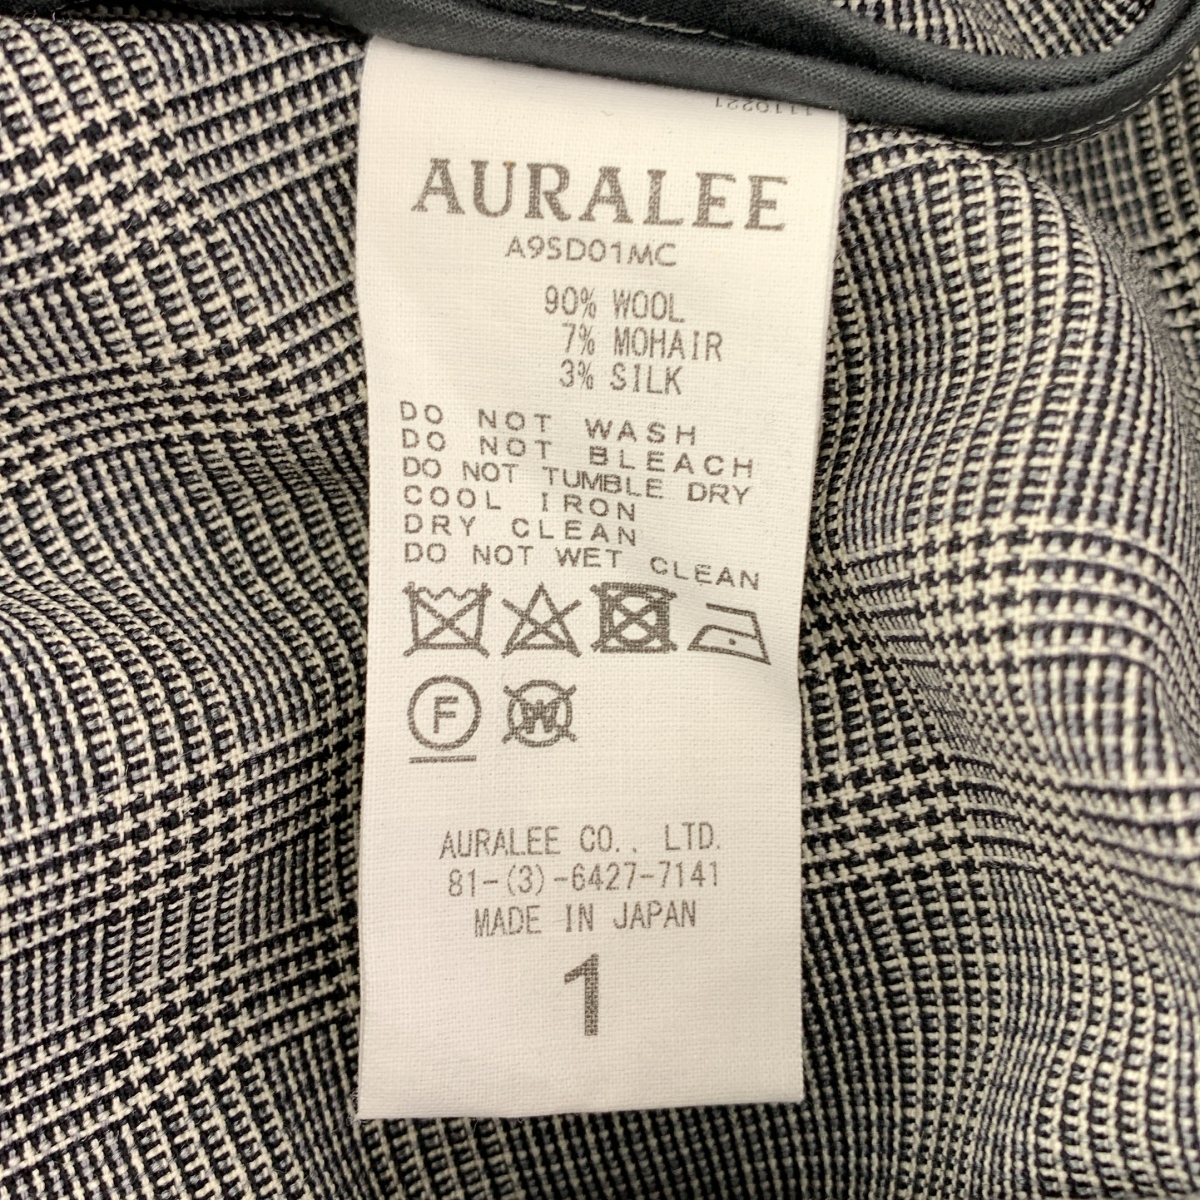 1110221
AURALEE
A9SD01MC
90% WOOL
7% MOHAIR
3% SILK
DO NOT WASH
DO NOT BLEACH
DO NOT TUMBLE DRY
COOL IRON
DRY CLEAN
DO NOT WET CLEAN
F W
AURALEE CO., LTD.
81-(3)-6427-7141
MADE IN JAPAN
1